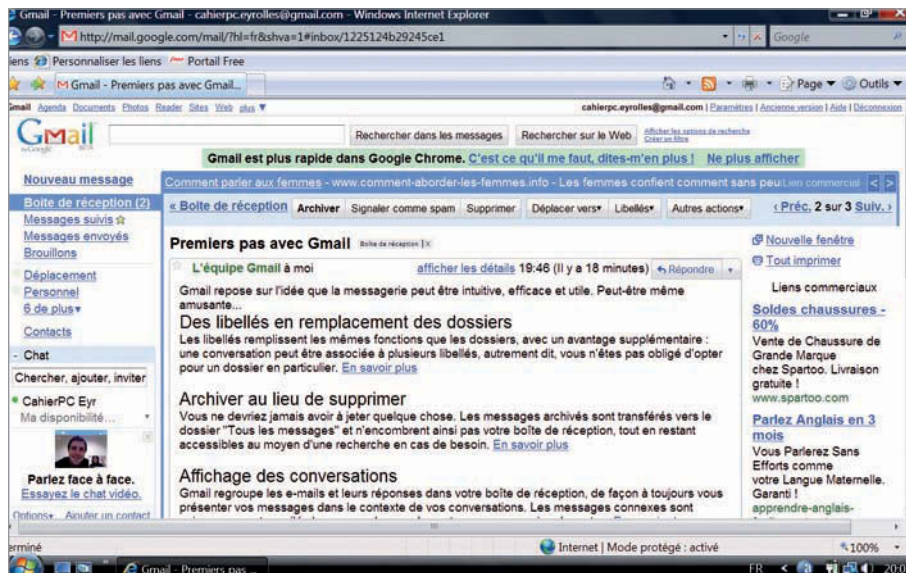 Gmail - Premiers pas avec Gmail - cahierpc.eyrolles@gmail.com - Windows Internet Explorer
http://mail.google.com/mail/?hl=fr&shva=1#inbox/1225124b29245ce1
Google
iens Personnaliser les liens Portail Free
Gmail - Premiers pas avec Gmail...
Page Outils
Gmail Agenda Documents Photos Reader Sites Web plus ▼
cahierpc.eyrolles@gmail.com | Paramètres | Ancienne version | Aide | Déconnexion
Gmail
by Google BETA
Rechercher dans les messages Rechercher sur le Web Afficher les options de recherche
Créer un filtre
Gmail est plus rapide dans Google Chrome. C'est ce qu'il me faut, dites-m'en plus ! Ne plus afficher
Nouveau message
Boîte de réception (2)
Messages suivis
Messages envoyés
Brouillons
Déplacement
Personnel
6 de plus▼
Contacts
- Chat
Chercher, ajouter, inviter
CahierPC Eyr
Ma disponibilité...
Parlez face à face.
Essayez le chat vidéo.
Options▼ Ajouter un contact
Comment parler aux femmes - www.comment-aborder-les-femmes.info - Les femmes confient comment sans peu Lien commercial < >
« Boîte de réception Archiver Signaler comme spam Supprimer Déplacer vers▼ Libellés▼ Autres actions▼ ‹ Préc. 2 sur 3 Suiv. ›
Premiers pas avec Gmail Boîte de réception | X
L'équipe Gmail à moi afficher les détails 19:46 (Il y a 18 minutes) Répondre
Gmail repose sur l'idée que la messagerie peut être intuitive, efficace et utile. Peut-être même
amusante...
Des libellés en remplacement des dossiers
Les libellés remplissent les mêmes fonctions que les dossiers, avec un avantage supplémentaire :
une conversation peut être associée à plusieurs libellés, autrement dit, vous n'êtes pas obligé d'opter
pour un dossier en particulier. En savoir plus
Archiver au lieu de supprimer
Vous ne devriez jamais avoir à jeter quelque chose. Les messages archivés sont transférés vers le
dossier "Tous les messages" et n'encombrent ainsi pas votre boîte de réception, tout en restant
accessibles au moyen d'une recherche en cas de besoin. En savoir plus
Affichage des conversations
Gmail regroupe les e-mails et leurs réponses dans votre boîte de réception, de façon à toujours vous
présenter vos messages dans le contexte de vos conversations. Les messages connexes sont
Nouvelle fenêtre
Tout imprimer
Liens commerciaux
Soldes chaussures -
60%
Vente de Chaussure de
Grande Marque
chez Spartoo. Livraison
gratuite !
www.spartoo.com
Parlez Anglais en 3
mois
Vous Parlerez Sans
Efforts comme
votre Langue Maternelle.
Garanti !
apprendre-anglais-
erminé
Internet | Mode protégé : activé
100%
Gmail - Premiers pas ...
FR
20:0